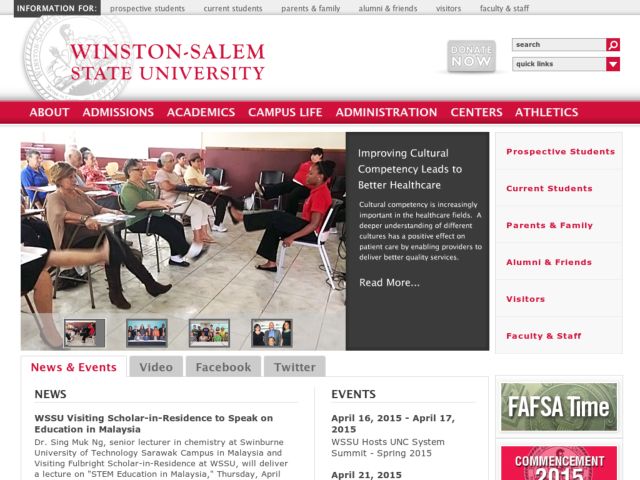 INFORMATION FOR: prospective students current students parents & family alumni & friends visitors faculty & staff
WINSTON-SALEM
STATE UNIVERSITY
DONATE
NOW
search
quick links
ABOUT ADMISSIONS ACADEMICS CAMPUS LIFE ADMINISTRATION CENTERS ATHLETICS
Improving Cultural
Competency Leads to
Better Healthcare
Cultural competency is increasingly
important in the healthcare fields. A
deeper understanding of different
cultures has a positive effect on
patient care by enabling providers to
deliver better quality services.
Read More...
Prospective Students
Current Students
Parents & Family
Alumni & Friends
Visitors
Faculty & Staff
News & Events Video Facebook Twitter
NEWS
WSSU Visiting Scholar-in-Residence to Speak on
Education in Malaysia
Dr. Sing Muk Ng, senior lecturer in chemistry at Swinburne
University of Technology Sarawak Campus in Malaysia and
Visiting Fulbright Scholar-in-Residence at WSSU, will deliver
a lecture on "STEM Education in Malaysia," Thursday, April
EVENTS
April 16, 2015 - April 17,
2015
WSSU Hosts UNC System
Summit - Spring 2015
April 21, 2015
FAFSA Time
COMMENCEMENT
2015